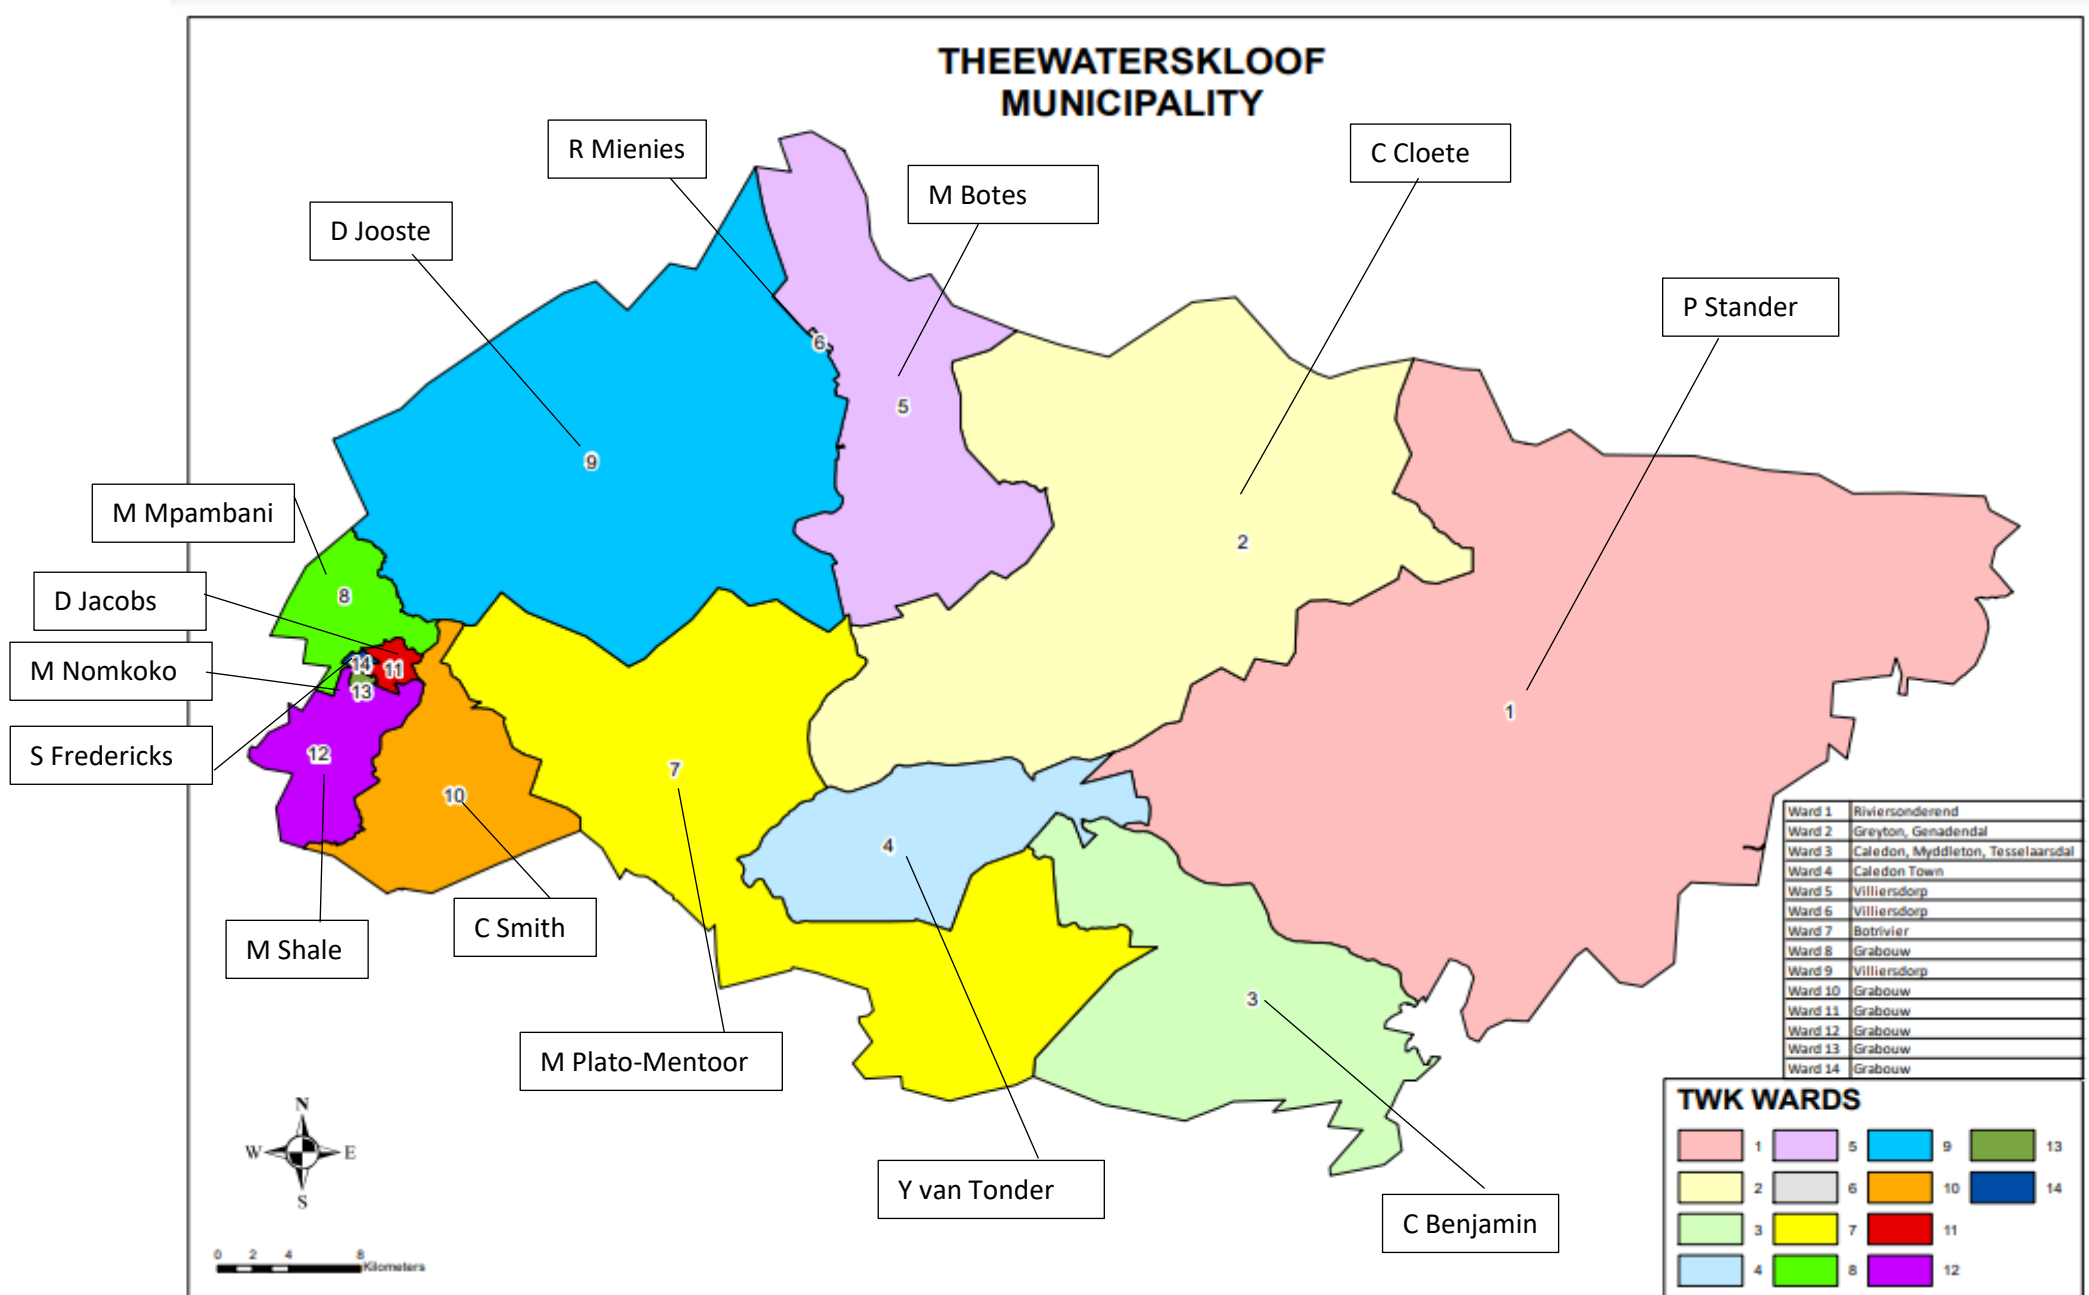 THEEWATERSKLOOF
MUNICIPALITY
R Mienies
C Cloete
M Botes
D Jooste
P Stander
M Mpambani
D Jacobs
M Nomkoko
S Fredericks
M Shale
C Smith
M Plato-Mentoor
Y van Tonder
C Benjamin
6
5
9
2
8
14
11
13
1
12
7
10
4
3
Ward 1 Riviersonderend
Ward 2 Greyton, Genadendal
Ward 3 Caledon, Myddleton, Tesselaarsdal
Ward 4 Caledon Town
Ward 5 Villiersdorp
Ward 6 Villiersdorp
Ward 7 Botrivier
Ward 8 Grabouw
Ward 9 Villiersdorp
Ward 10 Grabouw
Ward 11 Grabouw
Ward 12 Grabouw
Ward 13 Grabouw
Ward 14 Grabouw
TWK WARDS
1 5 9 13
2 6 10 14
3 7 11
4 8 12
N
W E
S
0 2 4 8
Kilometers